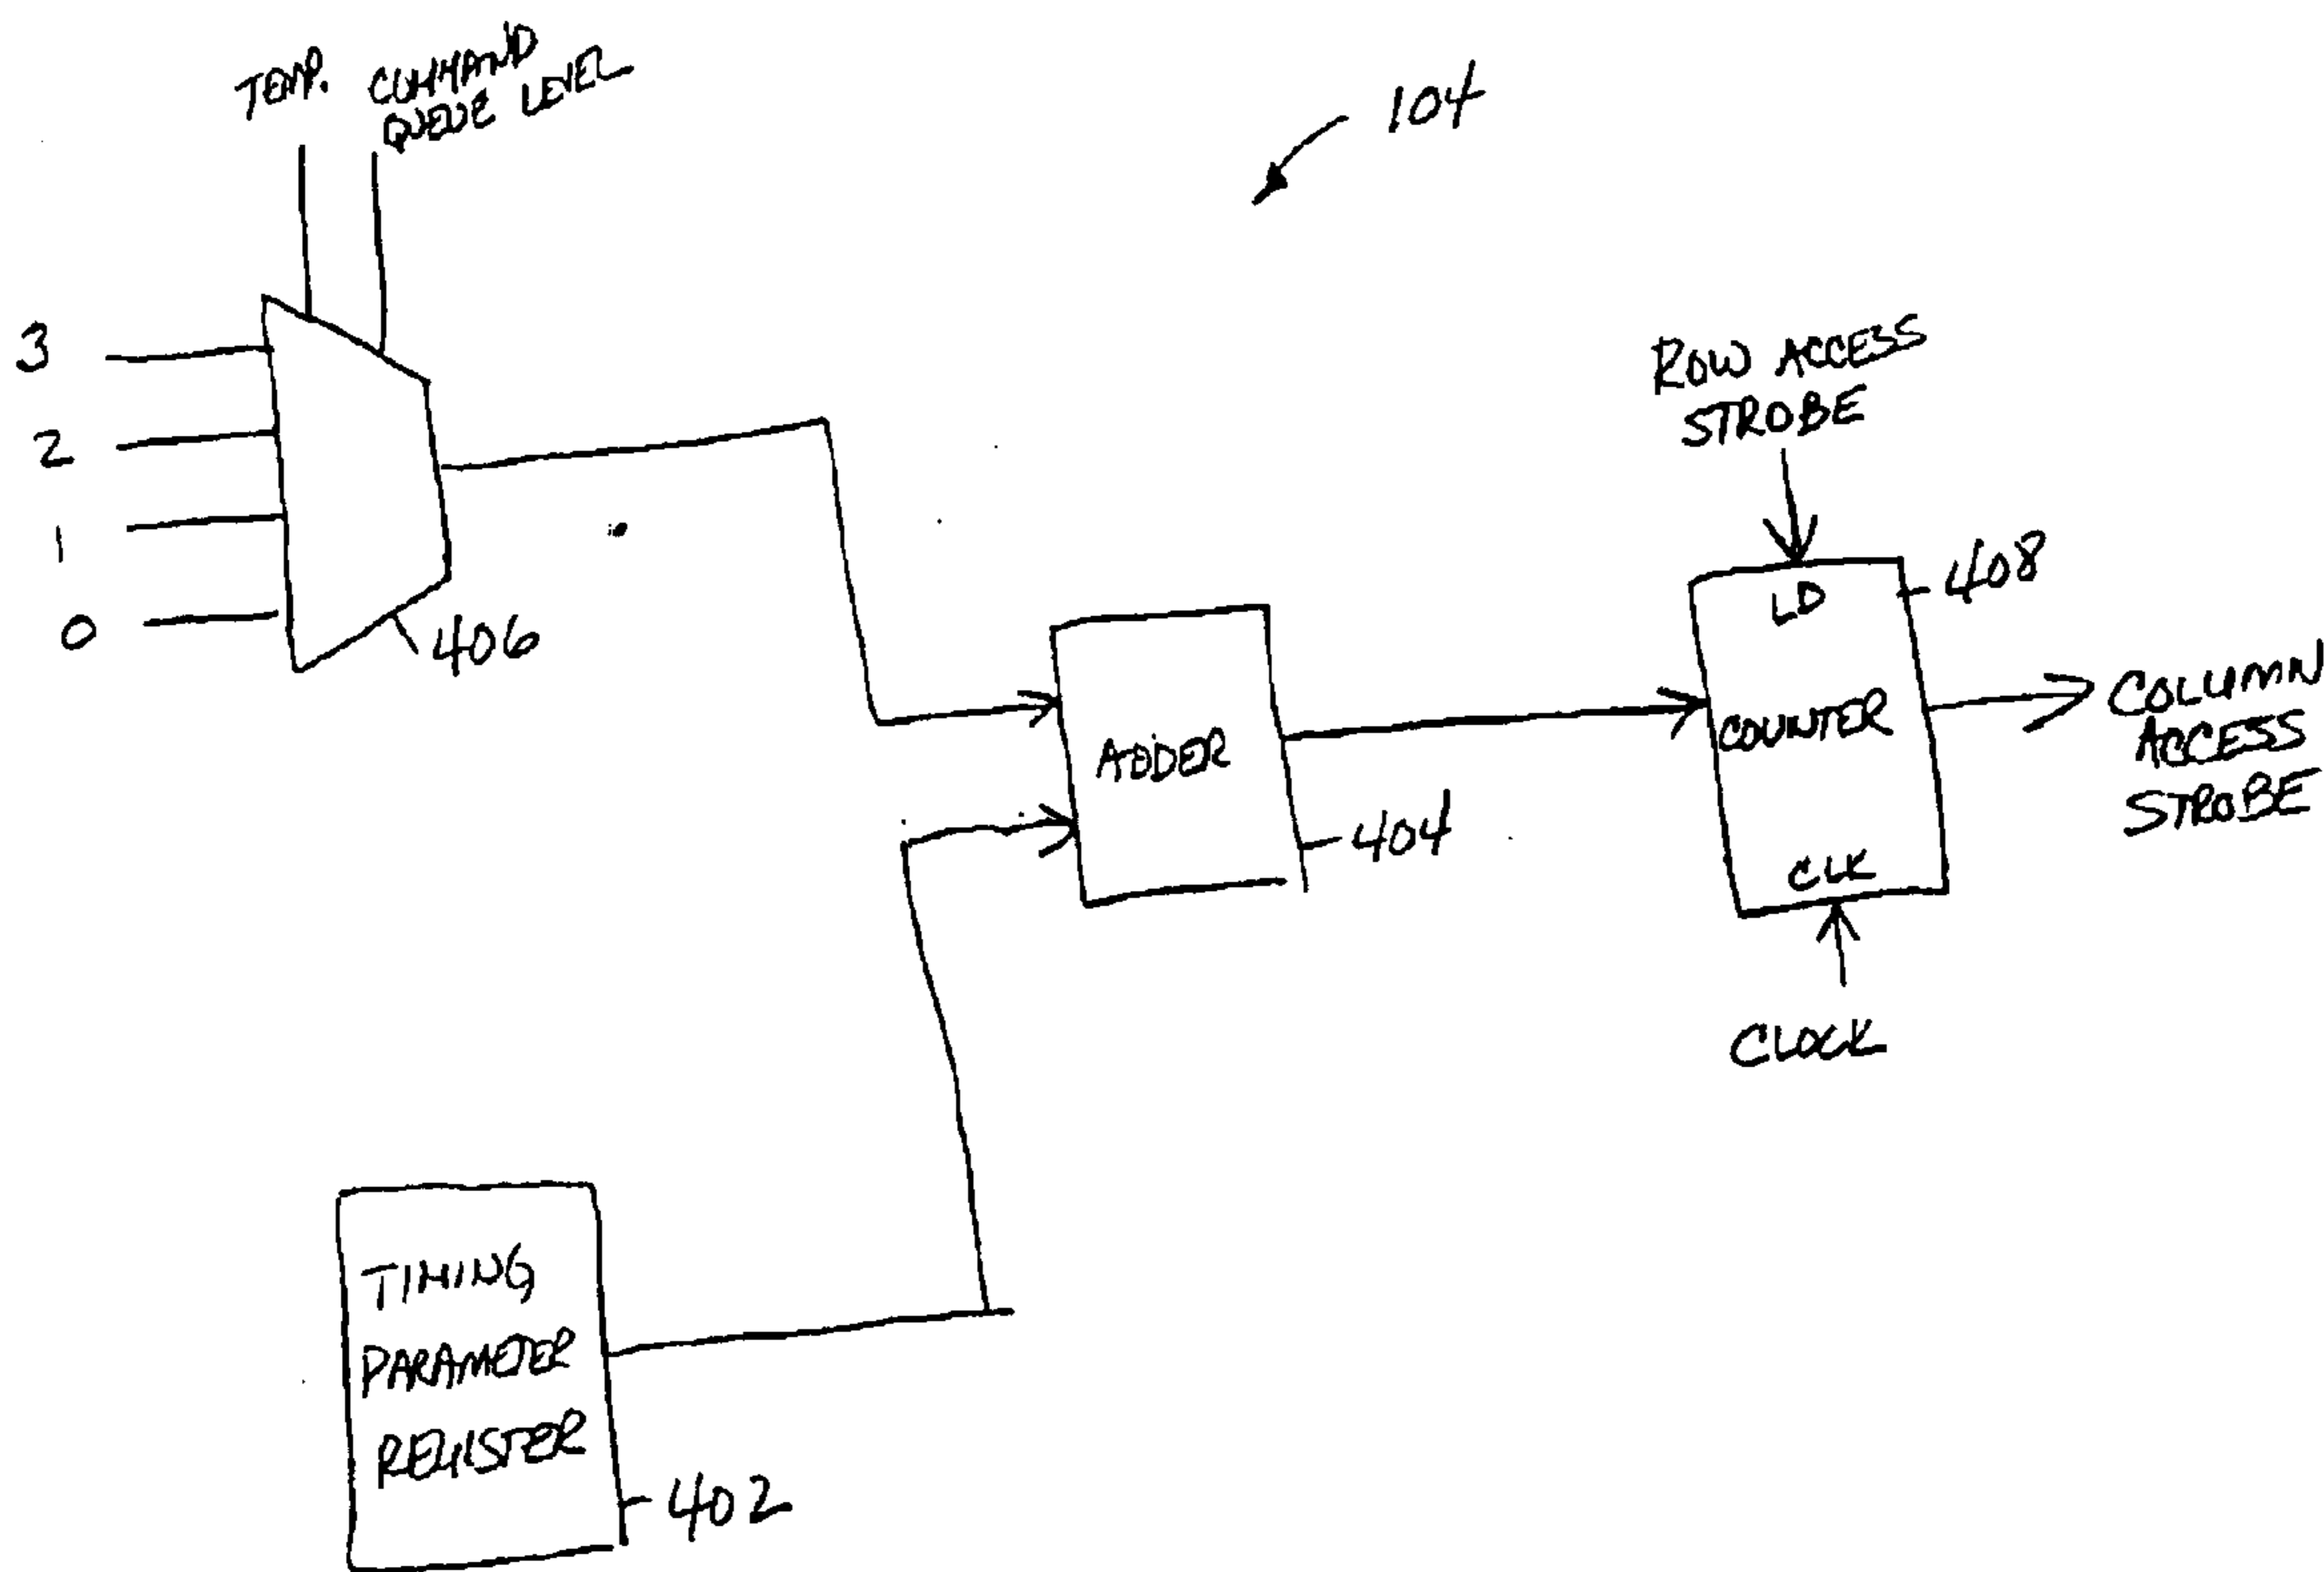 TEMP.
COMMAND
QUEUE LEVEL
104
3
2
1
0
406
ROW ACCESS
STROBE
LD
408
COUNTER
COLUMN
ACCESS
STROBE
ADDER
404
CLK
CLOCK
TIMING
PARAMETER
REGISTER
402